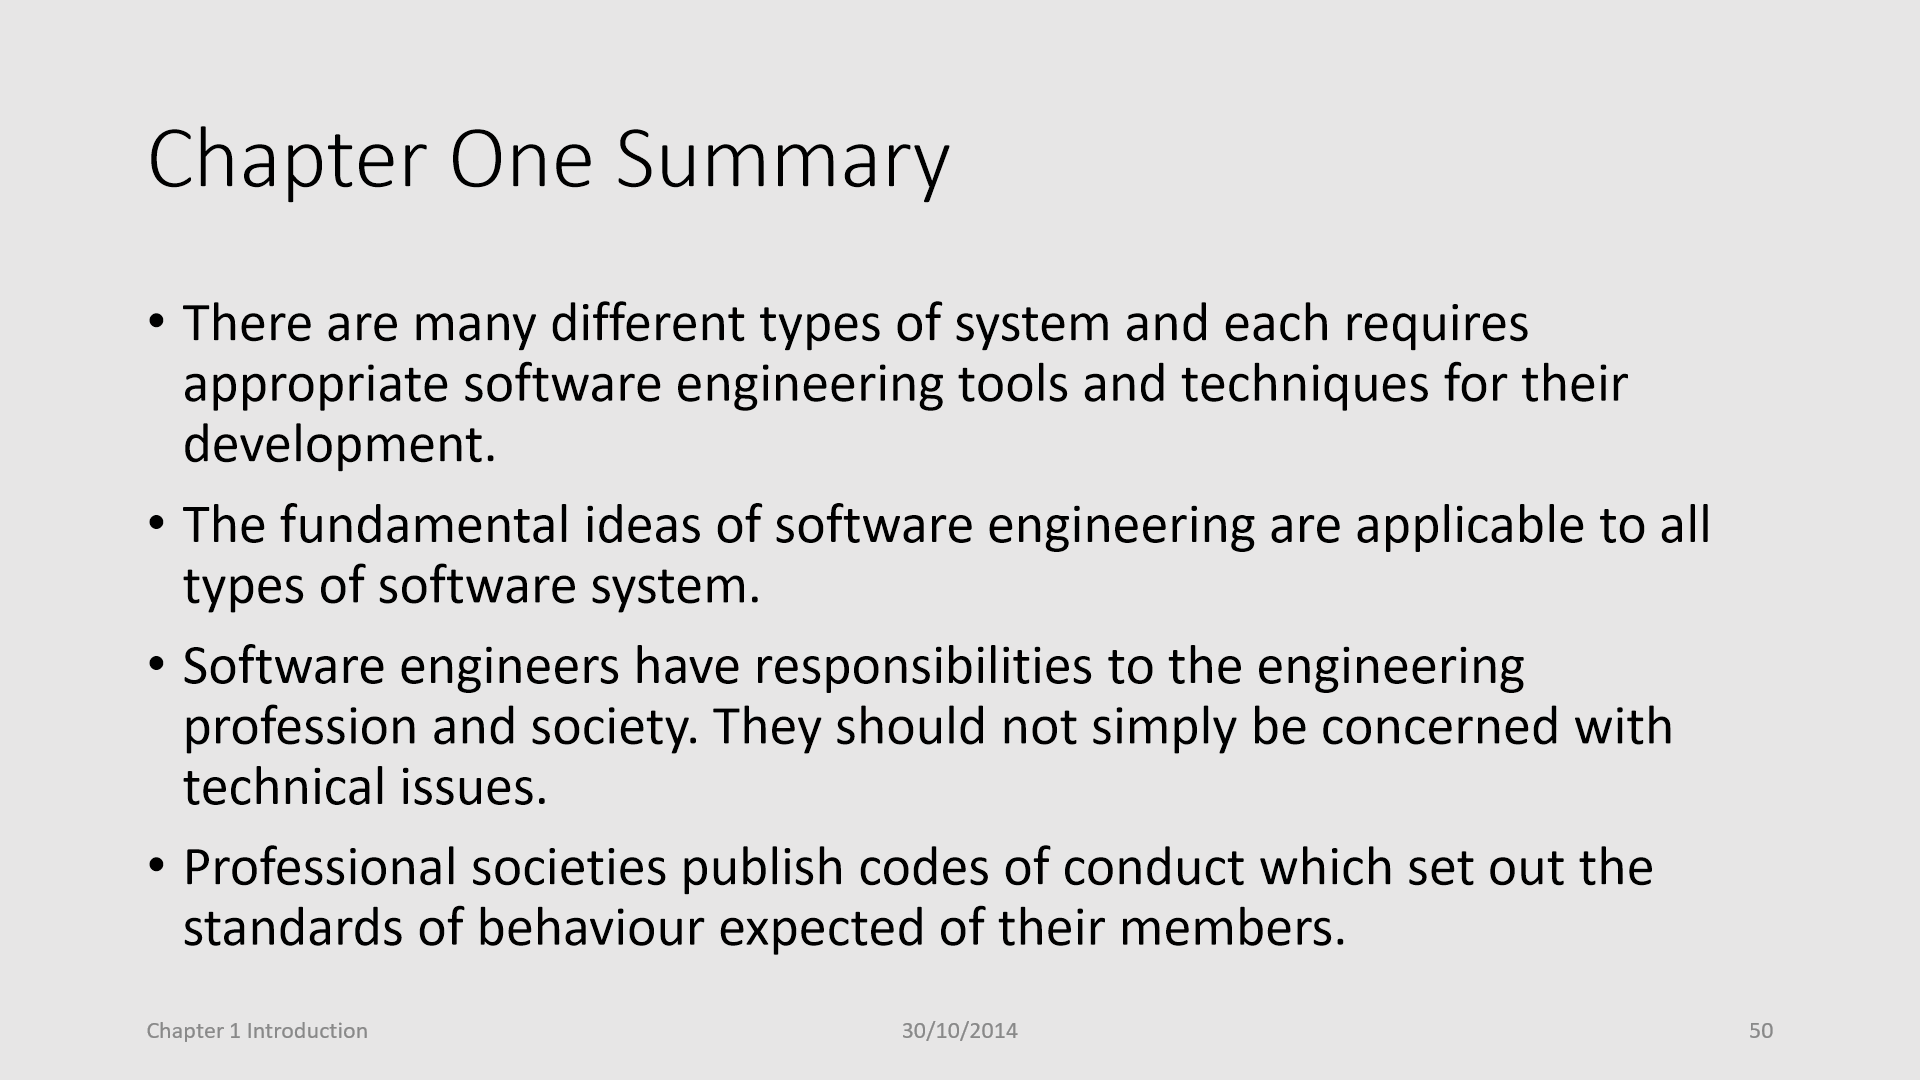 Chapter One Summary
• There are many different types of system and each requires
appropriate software engineering tools and techniques for their
development.
• The fundamental ideas of software engineering are applicable to all
types of software system.
• Software engineers have responsibilities to the engineering
profession and society. They should not simply be concerned with
technical issues.
• Professional societies publish codes of conduct which set out the
standards of behaviour expected of their members.
Chapter 1 Introduction
30/10/2014
50